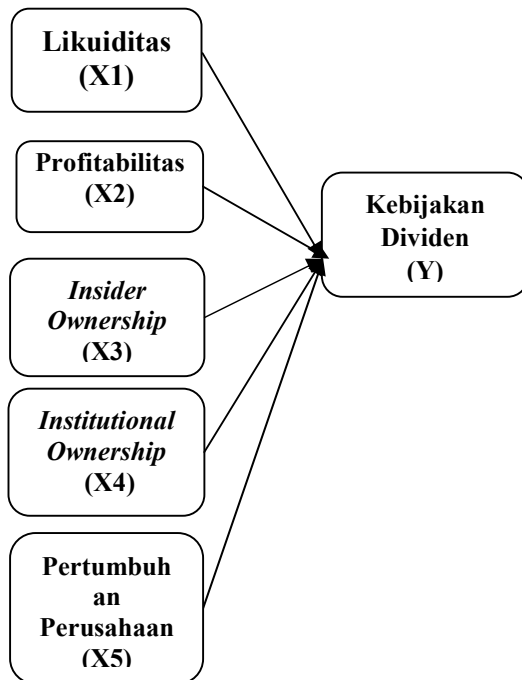 Likuiditas
(X1)
Profitabilitas
(X2)
Kebijakan
Dividen
(Y)
Insider
Ownership
(X3)
Institutional
Ownership
(X4)
Pertumbuh
an
Perusahaan
(X5)